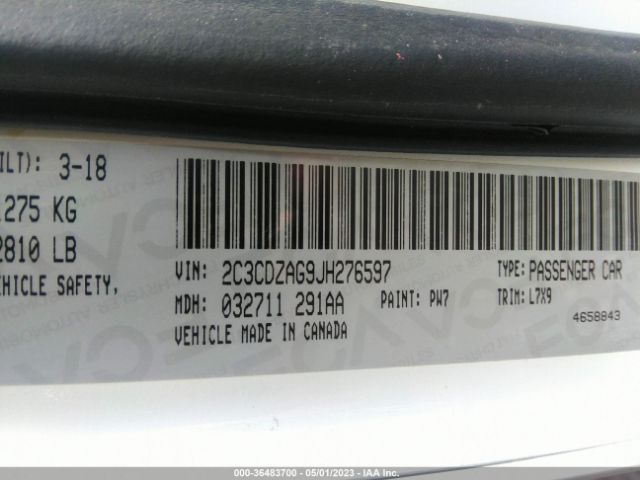 ILT): 3-18
1275 KG
2810 LB
EHICLE SAFETY,
VIN: 2C3CDZAG9JH276597 TYPE: PASSENGER CAR
MDH: 032711 291AA PAINT: PW7 TRIM: L7X9
VEHICLE MADE IN CANADA 4658843
000-36483700 - 05/01/2023 - IAA Inc.